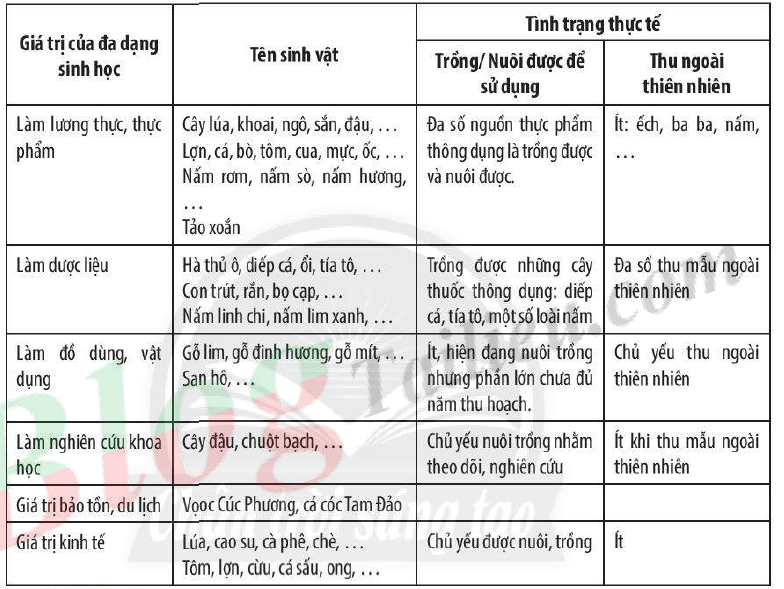 Giá trị của đa dạng sinh học
Tên sinh vật
Tình trạng thực tế
Trồng/ Nuôi được để sử dụng
Thu ngoài thiên nhiên
Làm lương thực, thực phẩm
Cây lúa, khoai, ngô, sắn, đậu, …
Lợn, cá, bò, tôm, cua, mực, ốc, …
Nấm rơm, nấm sò, nấm hương, …
Tảo xoắn
Đa số nguồn thực phẩm thông dụng là trồng được và nuôi được.
Ít: ếch, ba ba, nấm, …
Làm dược liệu
Hà thủ ô, diếp cá, ổi, tía tô, …
Con trút, rắn, bọ cạp, …
Nấm linh chi, nấm lim xanh, …
Trồng được những cây thuốc thông dụng: diếp cá, tía tô, một số loài nấm
Đa số thu mẫu ngoài thiên nhiên
Làm đồ dùng, vật dụng
Gỗ lim, gỗ đinh hương, gỗ mít, …
San hô, …
Ít, hiện đang nuôi trồng nhưng phần lớn chưa đủ năm thu hoạch.
Chủ yếu thu ngoài thiên nhiên
Làm nghiên cứu khoa học
Cây đậu, chuột bạch, …
Chủ yếu nuôi trồng nhằm theo dõi, nghiên cứu
Ít khi thu mẫu ngoài thiên nhiên
Giá trị bảo tồn, du lịch
Vọoc Cúc Phương, cá cóc Tam Đảo
Giá trị kinh tế
Lúa, cao su, cà phê, chè, …
Tôm, lợn, cừu, cá sấu, ong, …
Chủ yếu được nuôi, trồng
Ít
Blog Tailieu.com
Chân trời sáng tạo